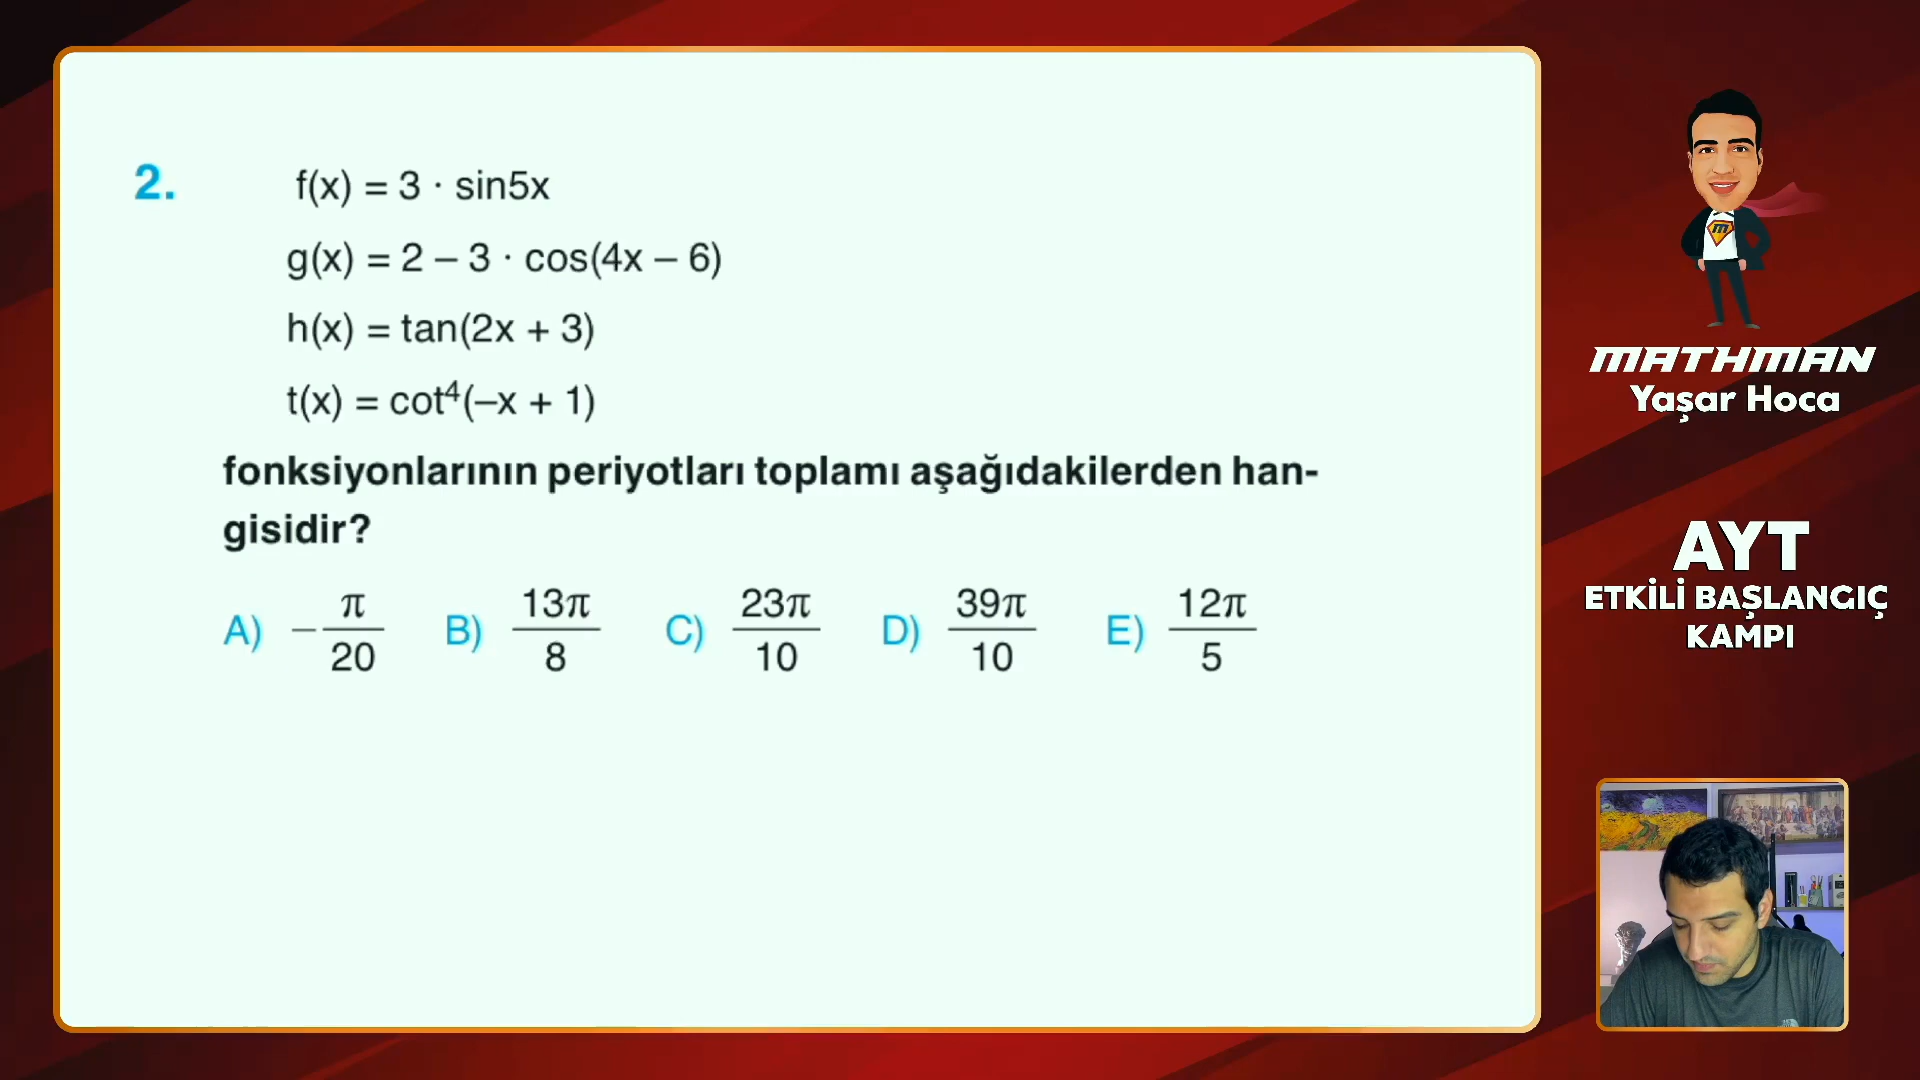 2.
f(x) = 3 · sin5x
g(x) = 2 – 3 · cos(4x – 6)
h(x) = tan(2x + 3)
t(x) = cot⁴(–x + 1)
fonksiyonlarının periyotları toplamı aşağıdakilerden han-
gisidir?
A) –π/20 B) 13π/8 C) 23π/10 D) 39π/10 E) 12π/5
m
MATHMAN
Yaşar Hoca
AYT
ETKİLİ BAŞLANGIÇ
KAMPI